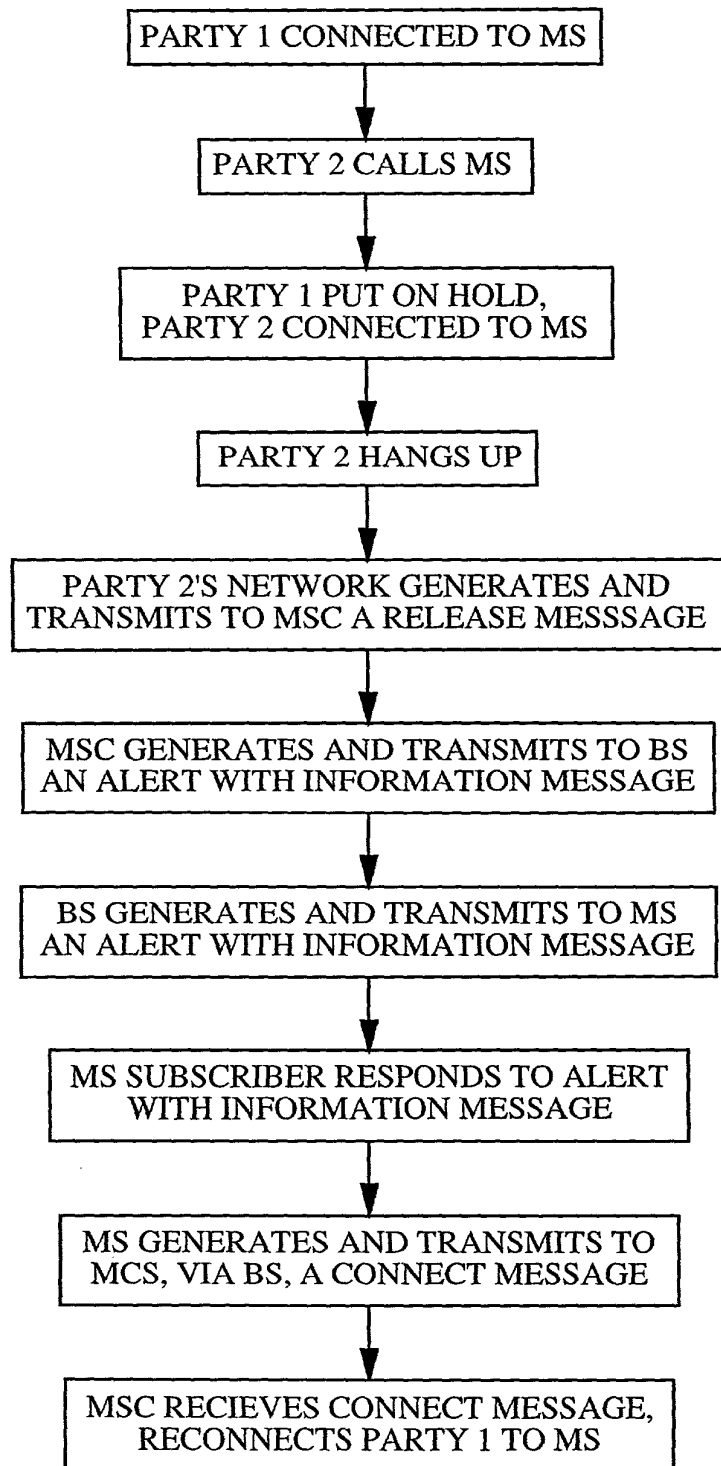 PARTY 1 CONNECTED TO MS
PARTY 2 CALLS MS
PARTY 1 PUT ON HOLD,
PARTY 2 CONNECTED TO MS
PARTY 2 HANGS UP
PARTY 2'S NETWORK GENERATES AND
TRANSMITS TO MSC A RELEASE MESSSAGE
MSC GENERATES AND TRANSMITS TO BS
AN ALERT WITH INFORMATION MESSAGE
BS GENERATES AND TRANSMITS TO MS
AN ALERT WITH INFORMATION MESSAGE
MS SUBSCRIBER RESPONDS TO ALERT
WITH INFORMATION MESSAGE
MS GENERATES AND TRANSMITS TO
MCS, VIA BS, A CONNECT MESSAGE
MSC RECIEVES CONNECT MESSAGE,
RECONNECTS PARTY 1 TO MS